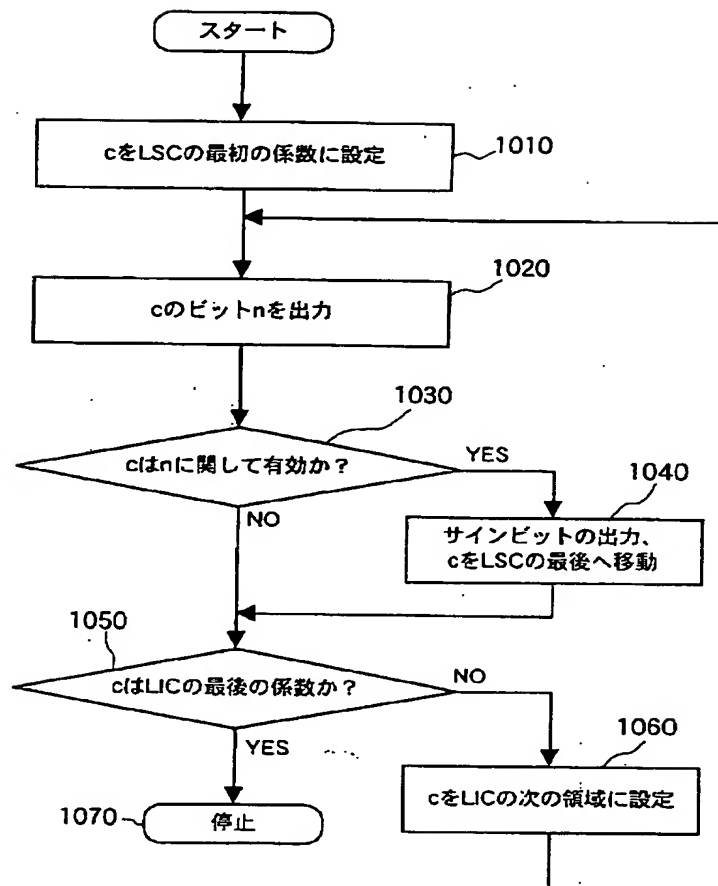 スタート
cをLSCの最初の係数に設定
1010
1020
cのビットnを出力
1030
cはnに関して有効か？
YES
NO
1040
サインビットの出力、
cをLSCの最後へ移動
1050
cはLICの最後の係数か？
NO
YES
1060
cをLICの次の領域に設定
1070
停止